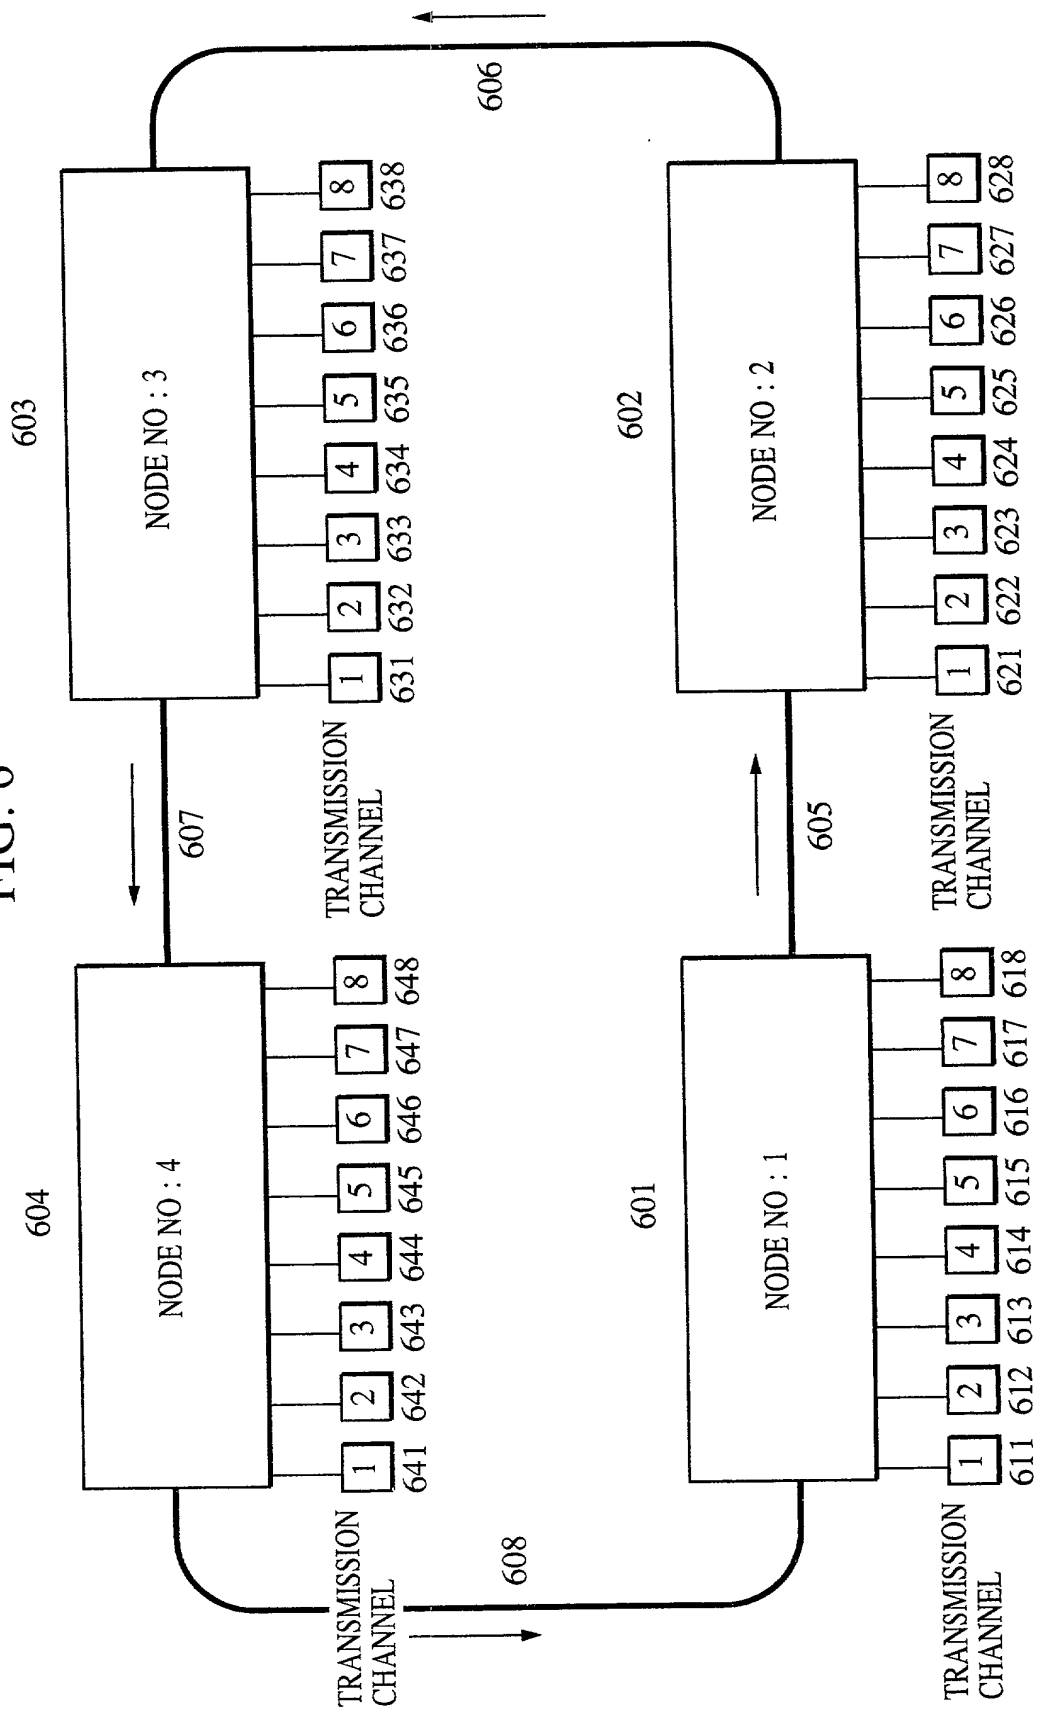 FIG. 6
604
603
NODE NO : 4
NODE NO : 3
607
606
1 2 3 4 5 6 7 8
641 642 643 644 645 646 647 648
TRANSMISSION
CHANNEL
1 2 3 4 5 6 7 8
631 632 633 634 635 636 637 638
TRANSMISSION
CHANNEL
608
601
602
NODE NO : 1
NODE NO : 2
605
1 2 3 4 5 6 7 8
611 612 613 614 615 616 617 618
TRANSMISSION
CHANNEL
1 2 3 4 5 6 7 8
621 622 623 624 625 626 627 628
TRANSMISSION
CHANNEL